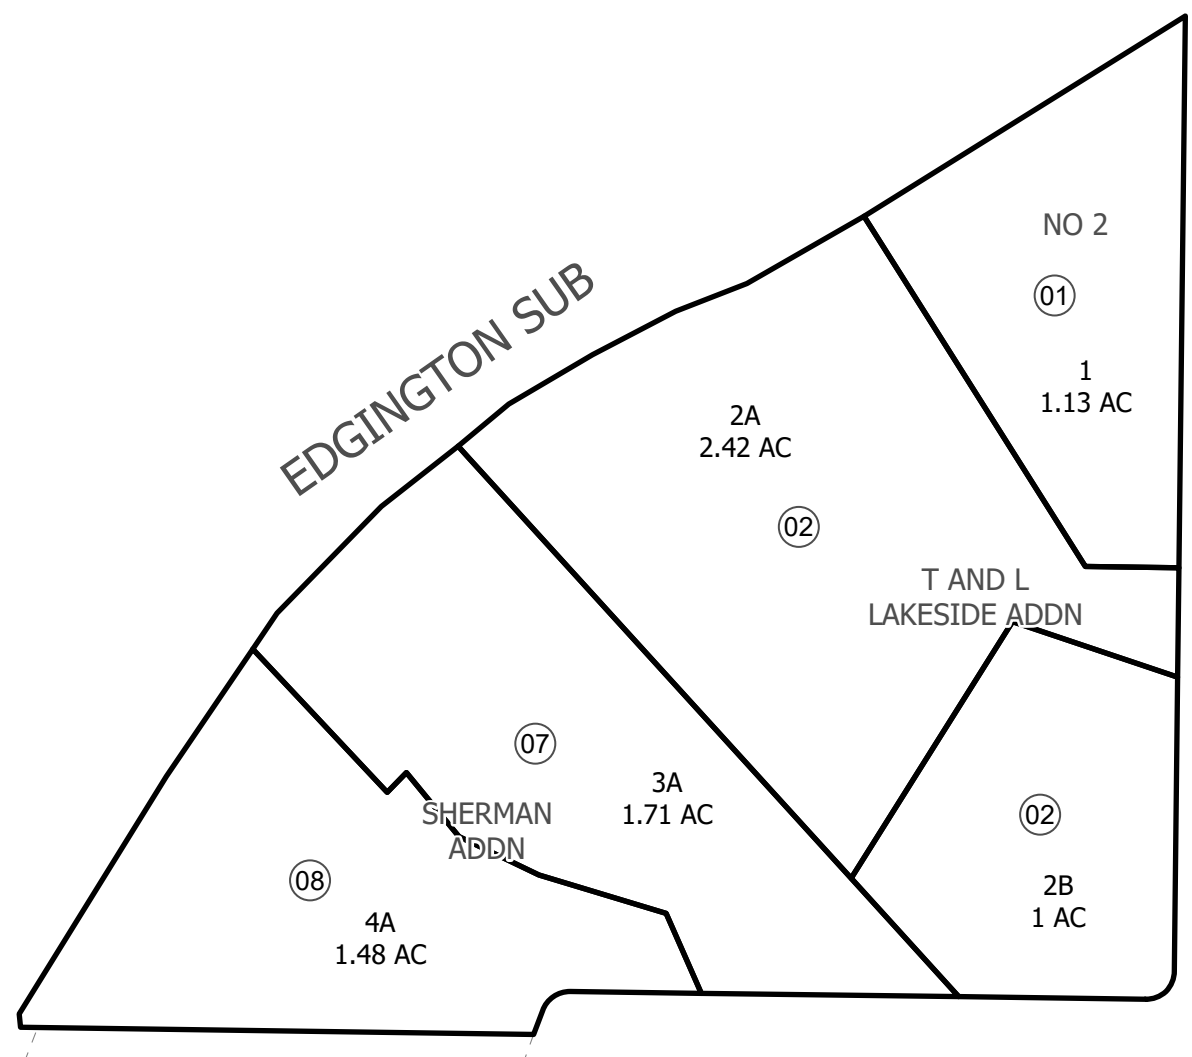 NO 2
01
1
1.13 AC
EDGINGTON SUB
2A
2.42 AC
02
T AND L
LAKESIDE ADDN
07
3A
1.71 AC
SHERMAN
ADDN
02
2B
1 AC
08
4A
1.48 AC